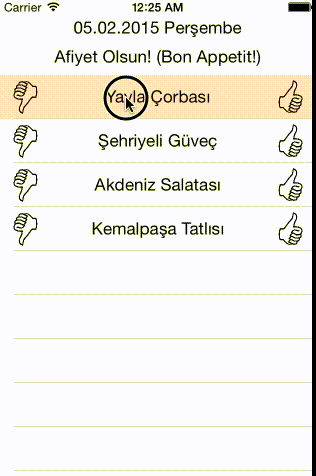 Carrier 12:25 AM
05.02.2015 Perşembe
Afiyet Olsun! (Bon Appetit!)
Yayla Çorbası
Şehriyeli Güveç
Akdeniz Salatası
Kemalpaşa Tatlısı